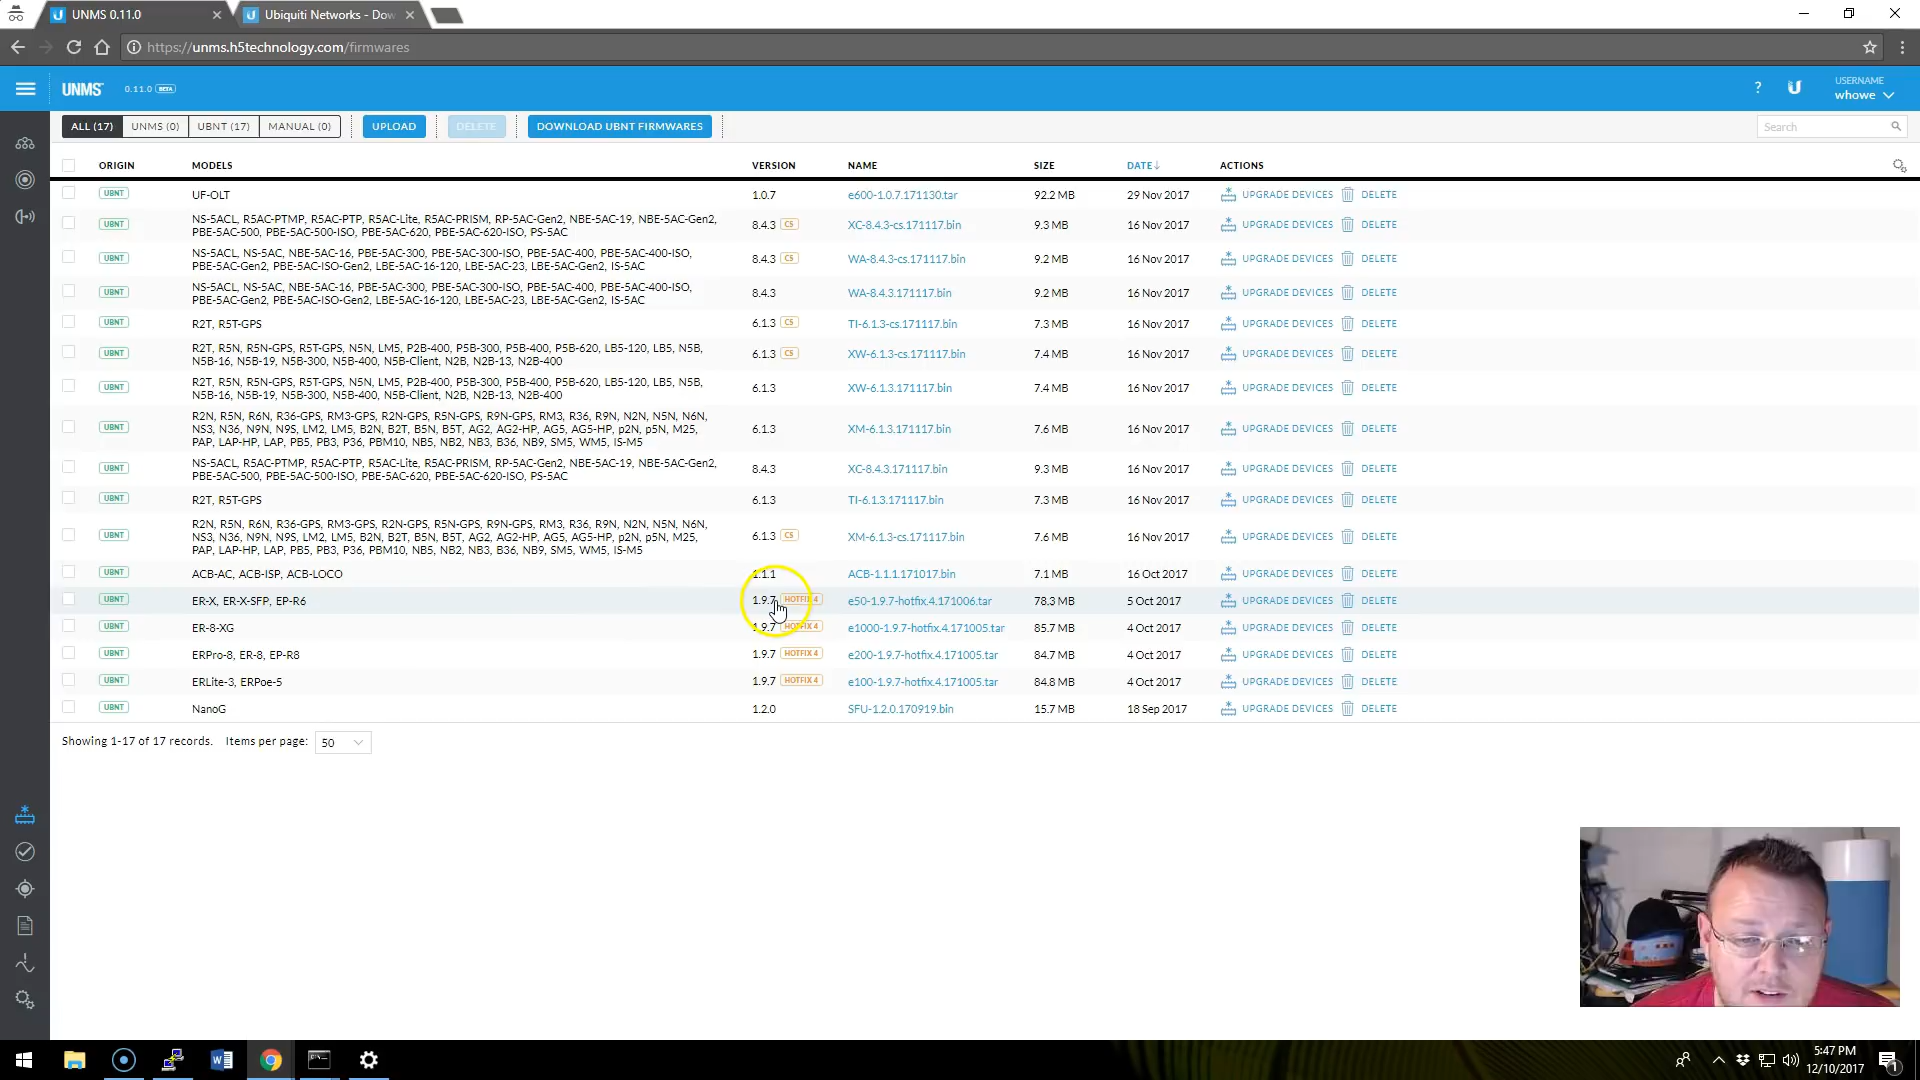 UNMS 0.11.0
Ubiquiti Networks - Dow
https://unms.h5technology.com/firmwares
UNMS 0.11.0 BETA
?
USERNAME
whowe
ALL (17) UNMS (0) UBNT (17) MANUAL (0) UPLOAD DELETE DOWNLOAD UBNT FIRMWARES Search
ORIGIN MODELS VERSION NAME SIZE DATE↓ ACTIONS
UBNT UF-OLT 1.0.7 e600-1.0.7.171130.tar 92.2 MB 29 Nov 2017 UPGRADE DEVICES DELETE
NS-5ACL, R5AC-PTMP, R5AC-PTP, R5AC-Lite, R5AC-PRISM, RP-5AC-Gen2, NBE-5AC-19, NBE-5AC-Gen2,
UBNT 8.4.3 CS XC-8.4.3-cs.171117.bin 9.3 MB 16 Nov 2017 UPGRADE DEVICES DELETE
PBE-5AC-500, PBE-5AC-500-ISO, PBE-5AC-620, PBE-5AC-620-ISO, PS-5AC
NS-5ACL, NS-5AC, NBE-5AC-16, PBE-5AC-300, PBE-5AC-300-ISO, PBE-5AC-400, PBE-5AC-400-ISO,
UBNT 8.4.3 CS WA-8.4.3-cs.171117.bin 9.2 MB 16 Nov 2017 UPGRADE DEVICES DELETE
PBE-5AC-Gen2, PBE-5AC-ISO-Gen2, LBE-5AC-16-120, LBE-5AC-23, LBE-5AC-Gen2, IS-5AC
NS-5ACL, NS-5AC, NBE-5AC-16, PBE-5AC-300, PBE-5AC-300-ISO, PBE-5AC-400, PBE-5AC-400-ISO,
UBNT 8.4.3 WA-8.4.3.171117.bin 9.2 MB 16 Nov 2017 UPGRADE DEVICES DELETE
PBE-5AC-Gen2, PBE-5AC-ISO-Gen2, LBE-5AC-16-120, LBE-5AC-23, LBE-5AC-Gen2, IS-5AC
UBNT R2T, R5T-GPS 6.1.3 CS TI-6.1.3-cs.171117.bin 7.3 MB 16 Nov 2017 UPGRADE DEVICES DELETE
R2T, R5N, R5N-GPS, R5T-GPS, N5N, LM5, P2B-400, P5B-300, P5B-400, P5B-620, LB5-120, LB5, N5B,
UBNT 6.1.3 CS XW-6.1.3-cs.171117.bin 7.4 MB 16 Nov 2017 UPGRADE DEVICES DELETE
N5B-16, N5B-19, N5B-300, N5B-400, N5B-Client, N2B, N2B-13, N2B-400
R2T, R5N, R5N-GPS, R5T-GPS, N5N, LM5, P2B-400, P5B-300, P5B-400, P5B-620, LB5-120, LB5, N5B,
UBNT 6.1.3 XW-6.1.3.171117.bin 7.4 MB 16 Nov 2017 UPGRADE DEVICES DELETE
N5B-16, N5B-19, N5B-300, N5B-400, N5B-Client, N2B, N2B-13, N2B-400
R2N, R5N, R6N, R36-GPS, RM3-GPS, R2N-GPS, R5N-GPS, R9N-GPS, RM3, R36, R9N, N2N, N5N, N6N,
UBNT NS3, N36, N9N, N9S, LM2, LM5, B2N, B2T, B5N, B5T, AG2, AG2-HP, AG5, AG5-HP, p2N, p5N, M25, 6.1.3 XM-6.1.3.171117.bin 7.6 MB 16 Nov 2017 UPGRADE DEVICES DELETE
PAP, LAP-HP, LAP, PB5, PB3, P36, PBM10, NB5, NB2, NB3, B36, NB9, SM5, WM5, IS-M5
NS-5ACL, R5AC-PTMP, R5AC-PTP, R5AC-Lite, R5AC-PRISM, RP-5AC-Gen2, NBE-5AC-19, NBE-5AC-Gen2,
UBNT 8.4.3 XC-8.4.3.171117.bin 9.3 MB 16 Nov 2017 UPGRADE DEVICES DELETE
PBE-5AC-500, PBE-5AC-500-ISO, PBE-5AC-620, PBE-5AC-620-ISO, PS-5AC
UBNT R2T, R5T-GPS 6.1.3 TI-6.1.3.171117.bin 7.3 MB 16 Nov 2017 UPGRADE DEVICES DELETE
R2N, R5N, R6N, R36-GPS, RM3-GPS, R2N-GPS, R5N-GPS, R9N-GPS, RM3, R36, R9N, N2N, N5N, N6N,
UBNT NS3, N36, N9N, N9S, LM2, LM5, B2N, B2T, B5N, B5T, AG2, AG2-HP, AG5, AG5-HP, p2N, p5N, M25, 6.1.3 CS XM-6.1.3-cs.171117.bin 7.6 MB 16 Nov 2017 UPGRADE DEVICES DELETE
PAP, LAP-HP, LAP, PB5, PB3, P36, PBM10, NB5, NB2, NB3, B36, NB9, SM5, WM5, IS-M5
UBNT ACB-AC, ACB-ISP, ACB-LOCO 1.1.1 ACB-1.1.1.171017.bin 7.1 MB 16 Oct 2017 UPGRADE DEVICES DELETE
UBNT ER-X, ER-X-SFP, EP-R6 1.9.7 HOTFIX 4 e50-1.9.7-hotfix.4.171006.tar 78.3 MB 5 Oct 2017 UPGRADE DEVICES DELETE
UBNT ER-8-XG 1.9.7 HOTFIX 4 e1000-1.9.7-hotfix.4.171005.tar 85.7 MB 4 Oct 2017 UPGRADE DEVICES DELETE
UBNT ERPro-8, ER-8, EP-R8 1.9.7 HOTFIX 4 e200-1.9.7-hotfix.4.171005.tar 84.7 MB 4 Oct 2017 UPGRADE DEVICES DELETE
UBNT ERLite-3, ERPoe-5 1.9.7 HOTFIX 4 e100-1.9.7-hotfix.4.171005.tar 84.8 MB 4 Oct 2017 UPGRADE DEVICES DELETE
UBNT NanoG 1.2.0 SFU-1.2.0.170919.bin 15.7 MB 18 Sep 2017 UPGRADE DEVICES DELETE
Showing 1-17 of 17 records. Items per page: 50
5:47 PM
12/10/2017
1